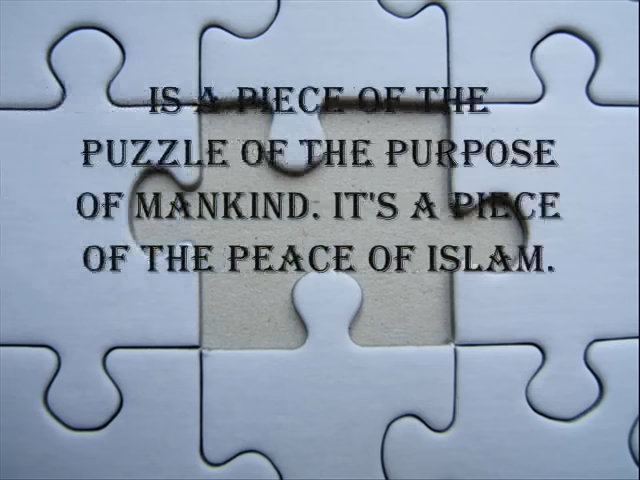 IS A PIECE OF THE
PUZZLE OF THE PURPOSE
OF MANKIND. IT'S A PIECE
OF THE PEACE OF ISLAM.